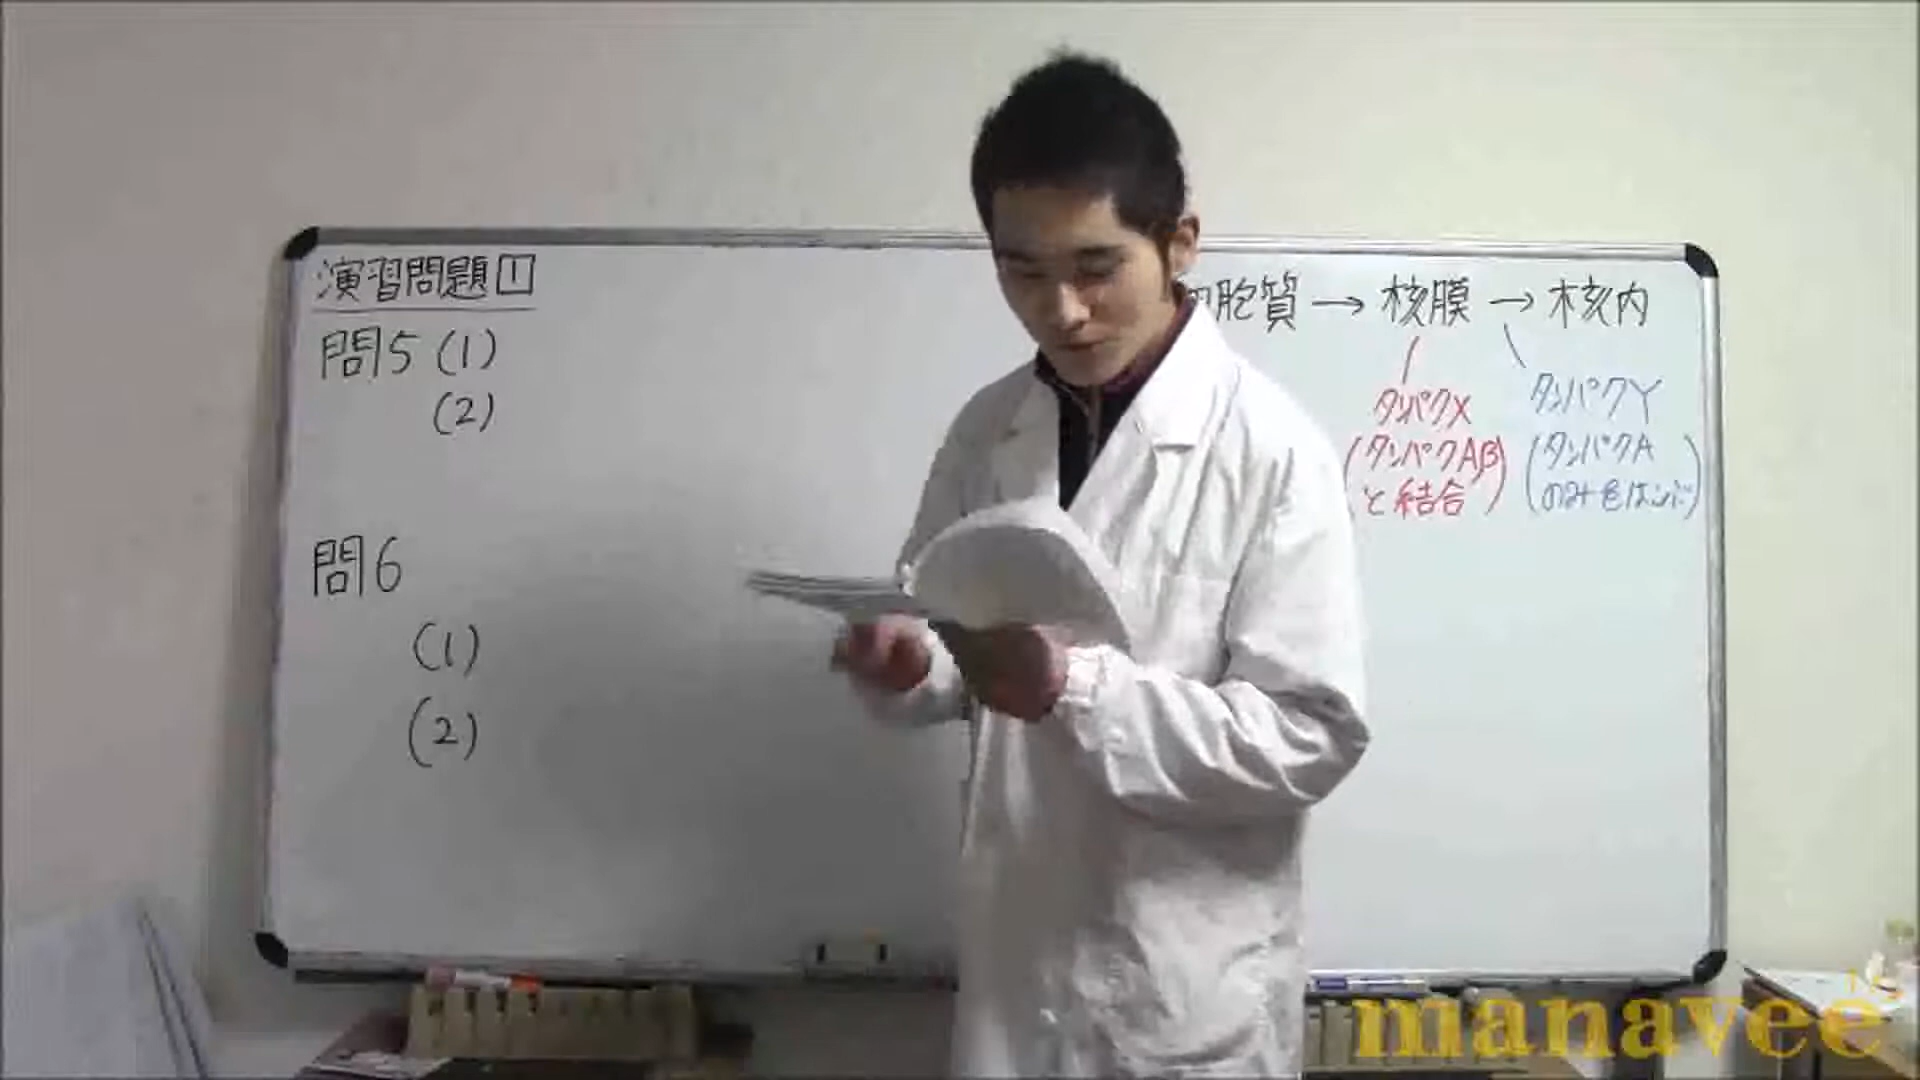 演習問題1
問5 (1)
(2)
問6
(1)
(2)
胞質→核膜→核内
タンパクX
(タンパクAβ
と結合)
タンパクY
(タンパクA
のみをはこぶ)
manavee